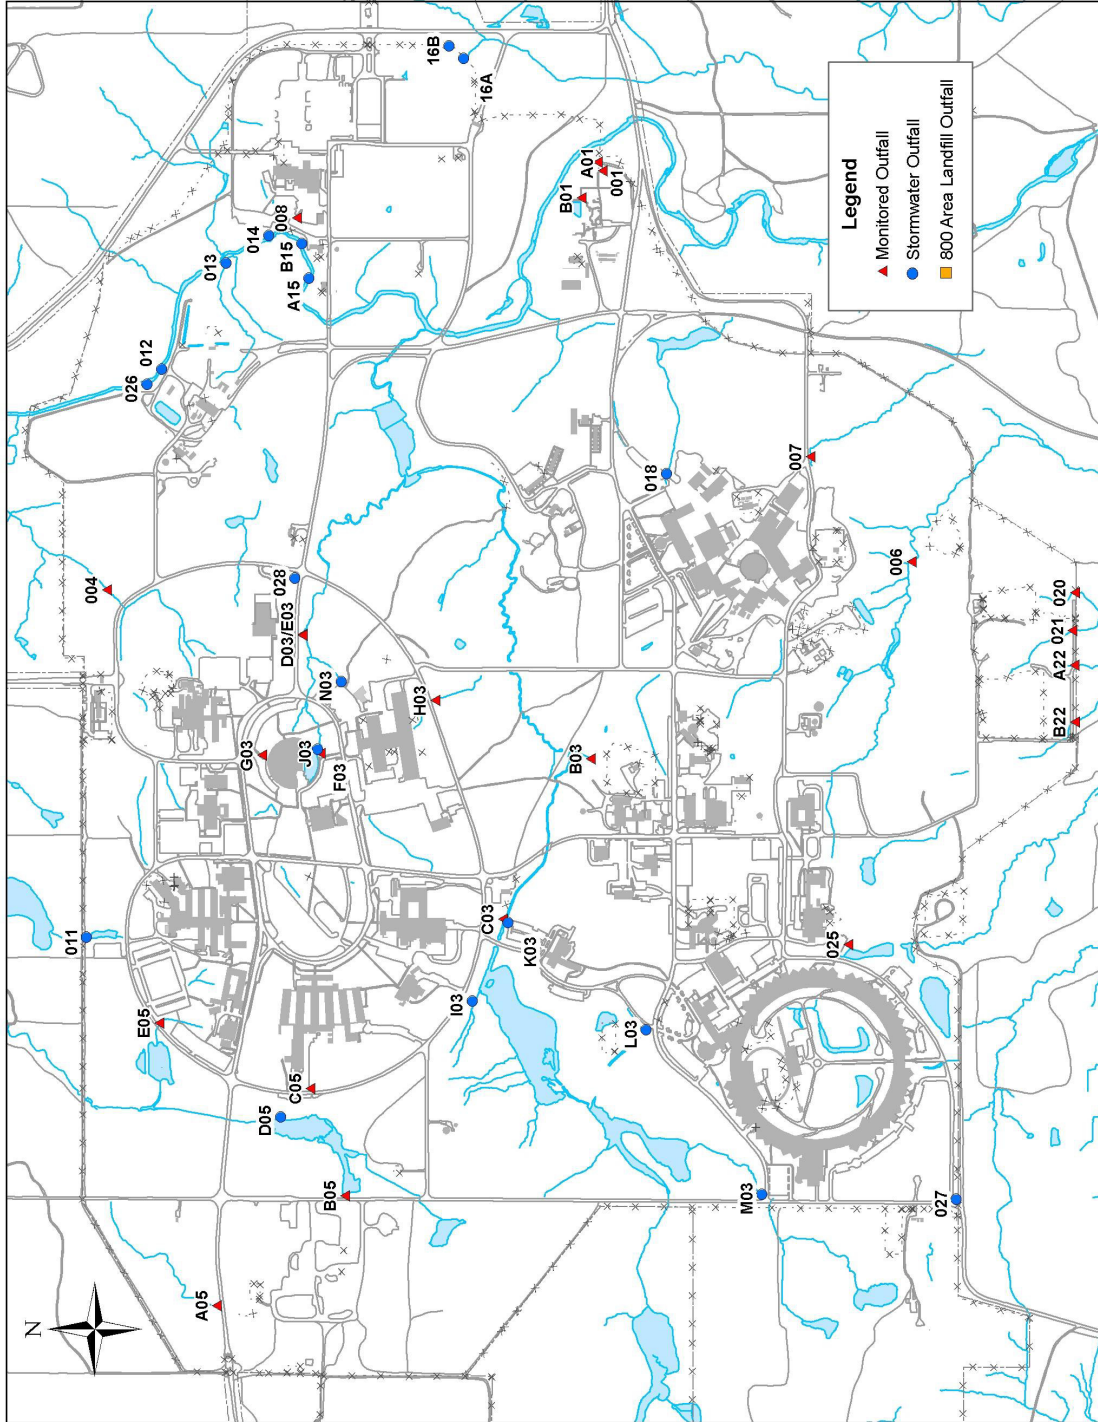 N
A05
B05
D05
C05
E05
011
004
026
012
013
014
B15
A15
008
16B
16A
A01
001
B01
028
D03/E03
N03
G03
J03
F03
H03
B03
C03
K03
I03
L03
M03
027
025
018
007
006
020
021
A22
B22
Legend
Monitored Outfall
Stormwater Outfall
800 Area Landfill Outfall